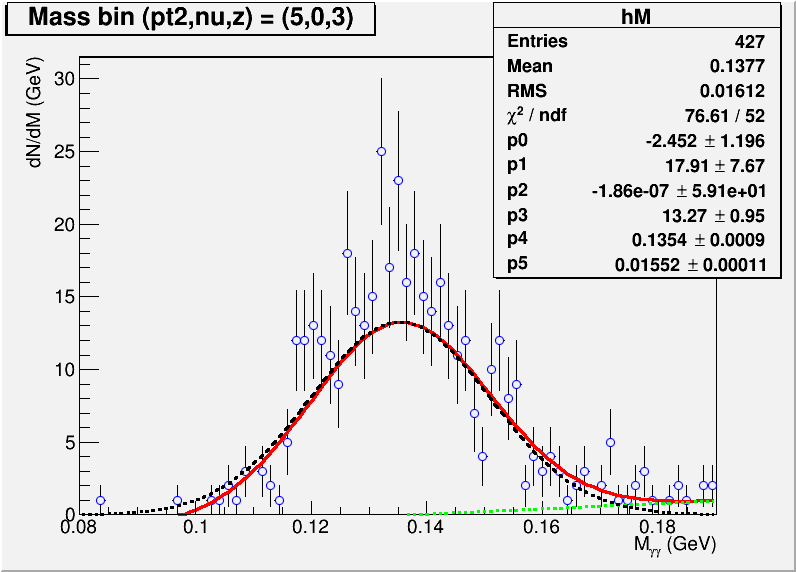 Mass bin (pt2,nu,z) = (5,0,3)
hM
Entries 427
Mean 0.1377
RMS 0.01612
χ² / ndf 76.61 / 52
p0 -2.452 ± 1.196
p1 17.91 ± 7.67
p2 -1.86e-07 ± 5.91e+01
p3 13.27 ± 0.95
p4 0.1354 ± 0.0009
p5 0.01552 ± 0.00011
dN/dM (GeV)
30
25
20
15
10
5
0
0.08 0.1 0.12 0.14 0.16 0.18
Mγγ (GeV)